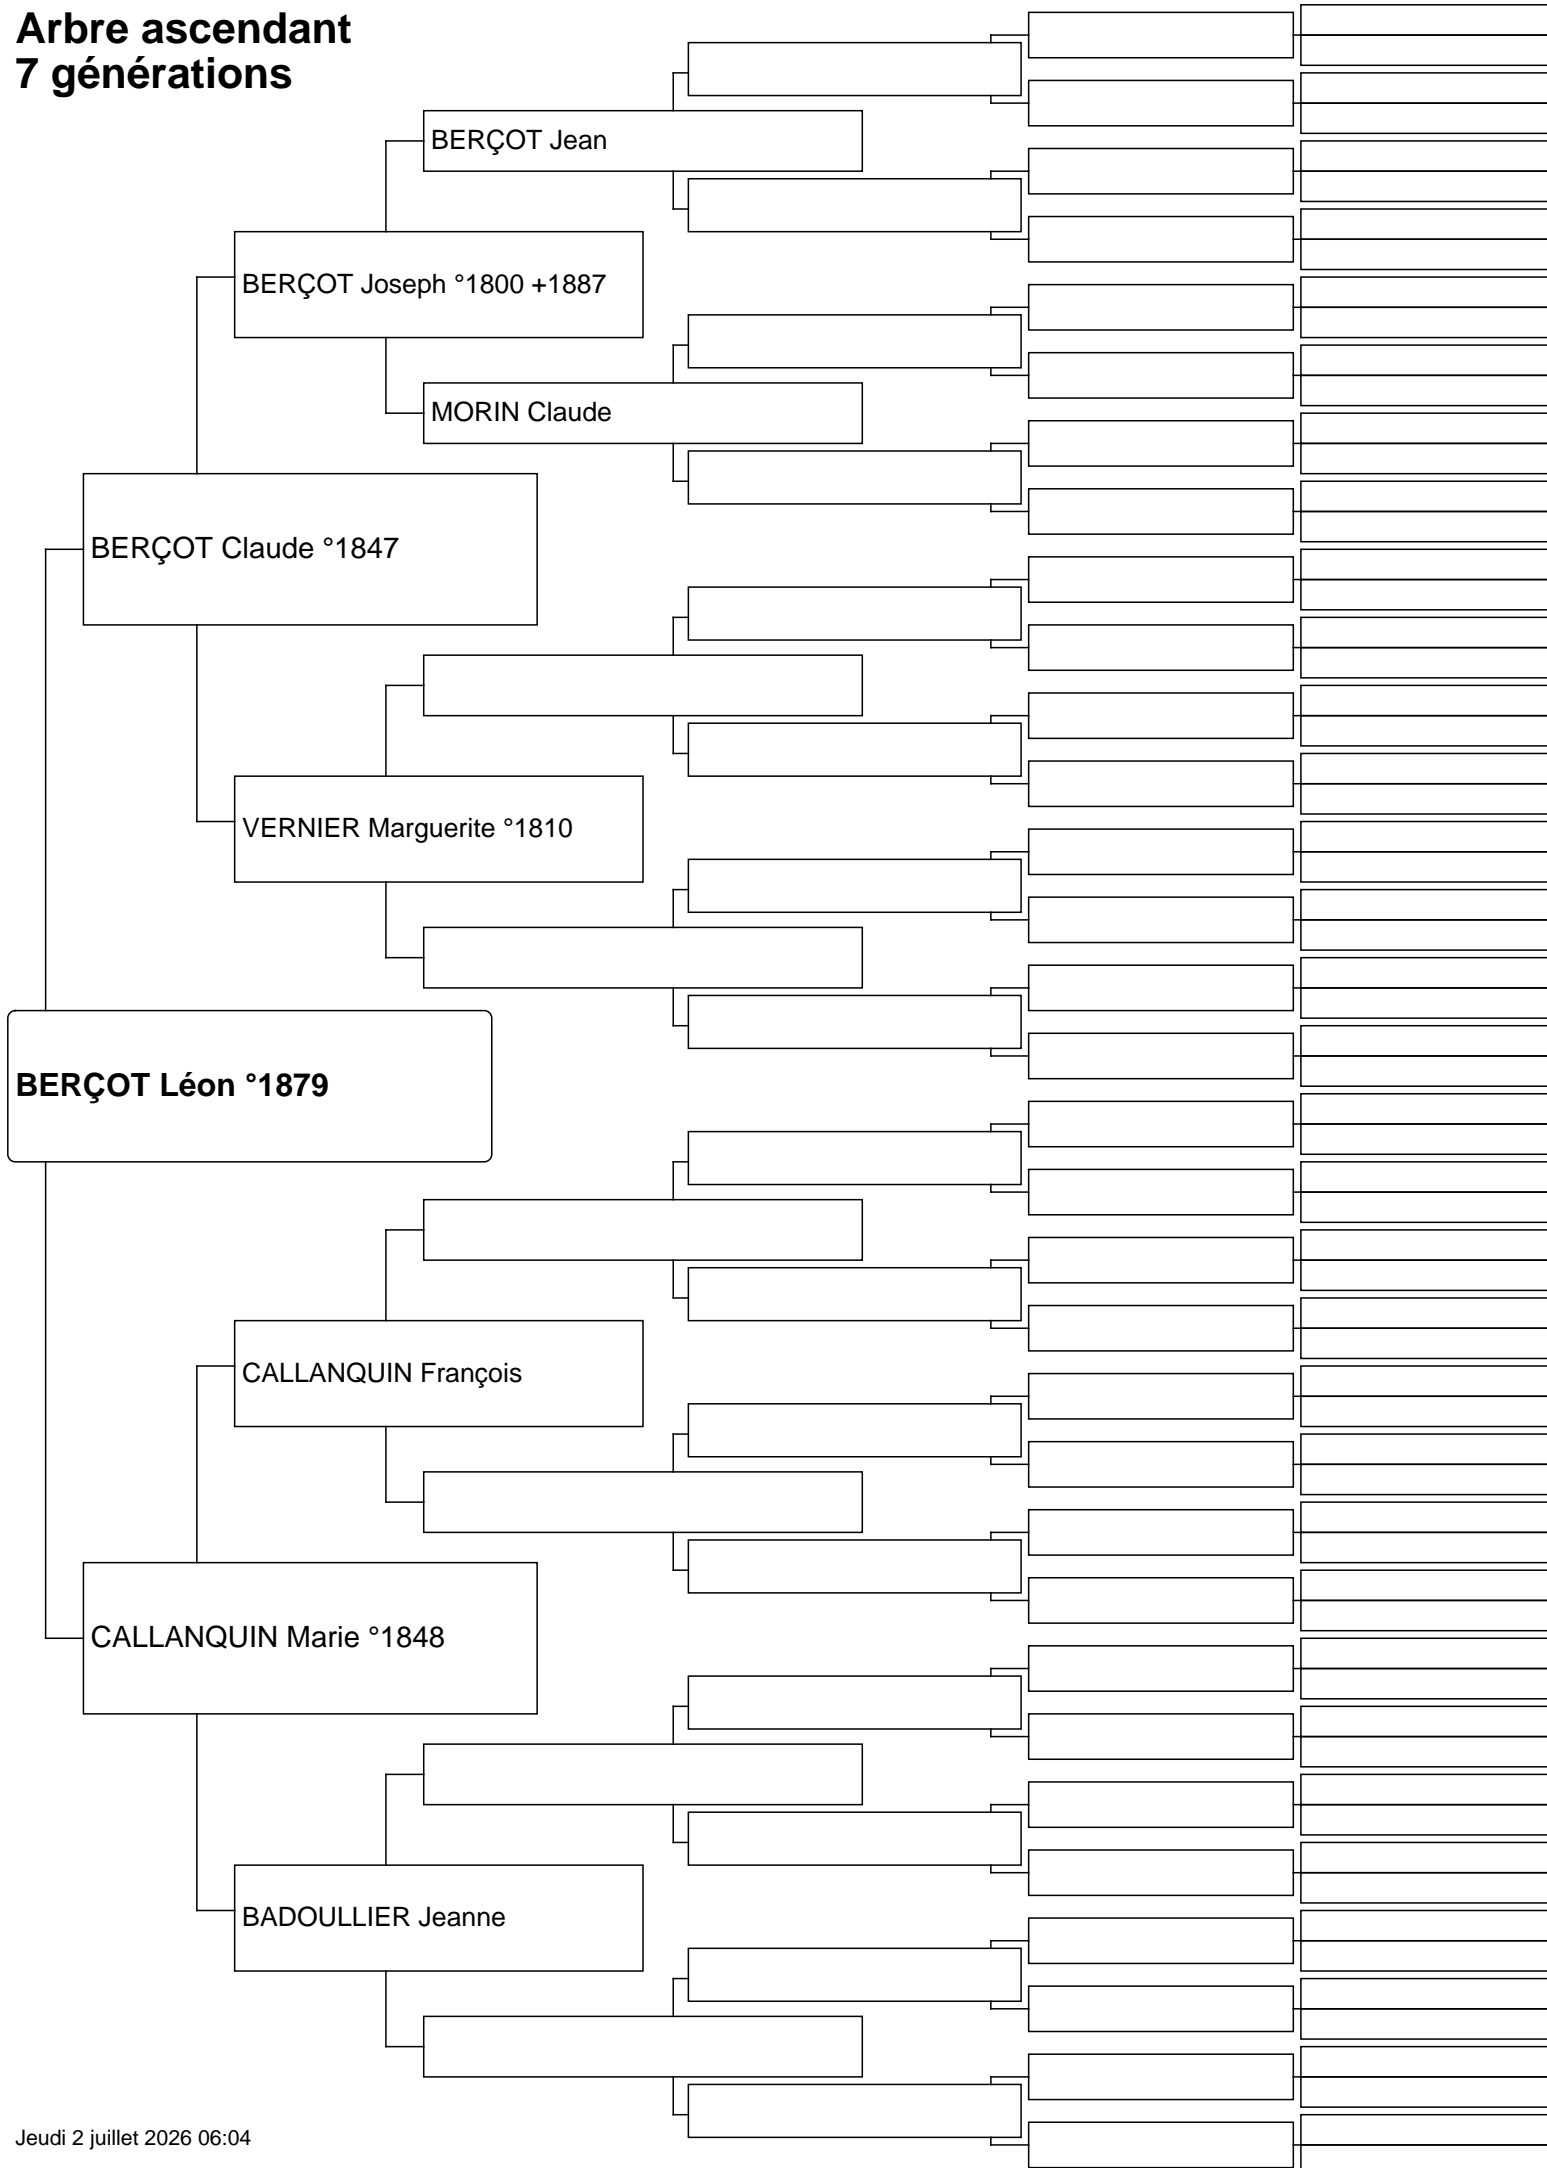 Arbre ascendant
7 générations
BERÇOT Jean
BERÇOT Joseph °1800 +1887
MORIN Claude
BERÇOT Claude °1847
VERNIER Marguerite °1810
BERÇOT Léon °1879
CALLANQUIN François
CALLANQUIN Marie °1848
BADOULLIER Jeanne
Jeudi 2 juillet 2026 06:04